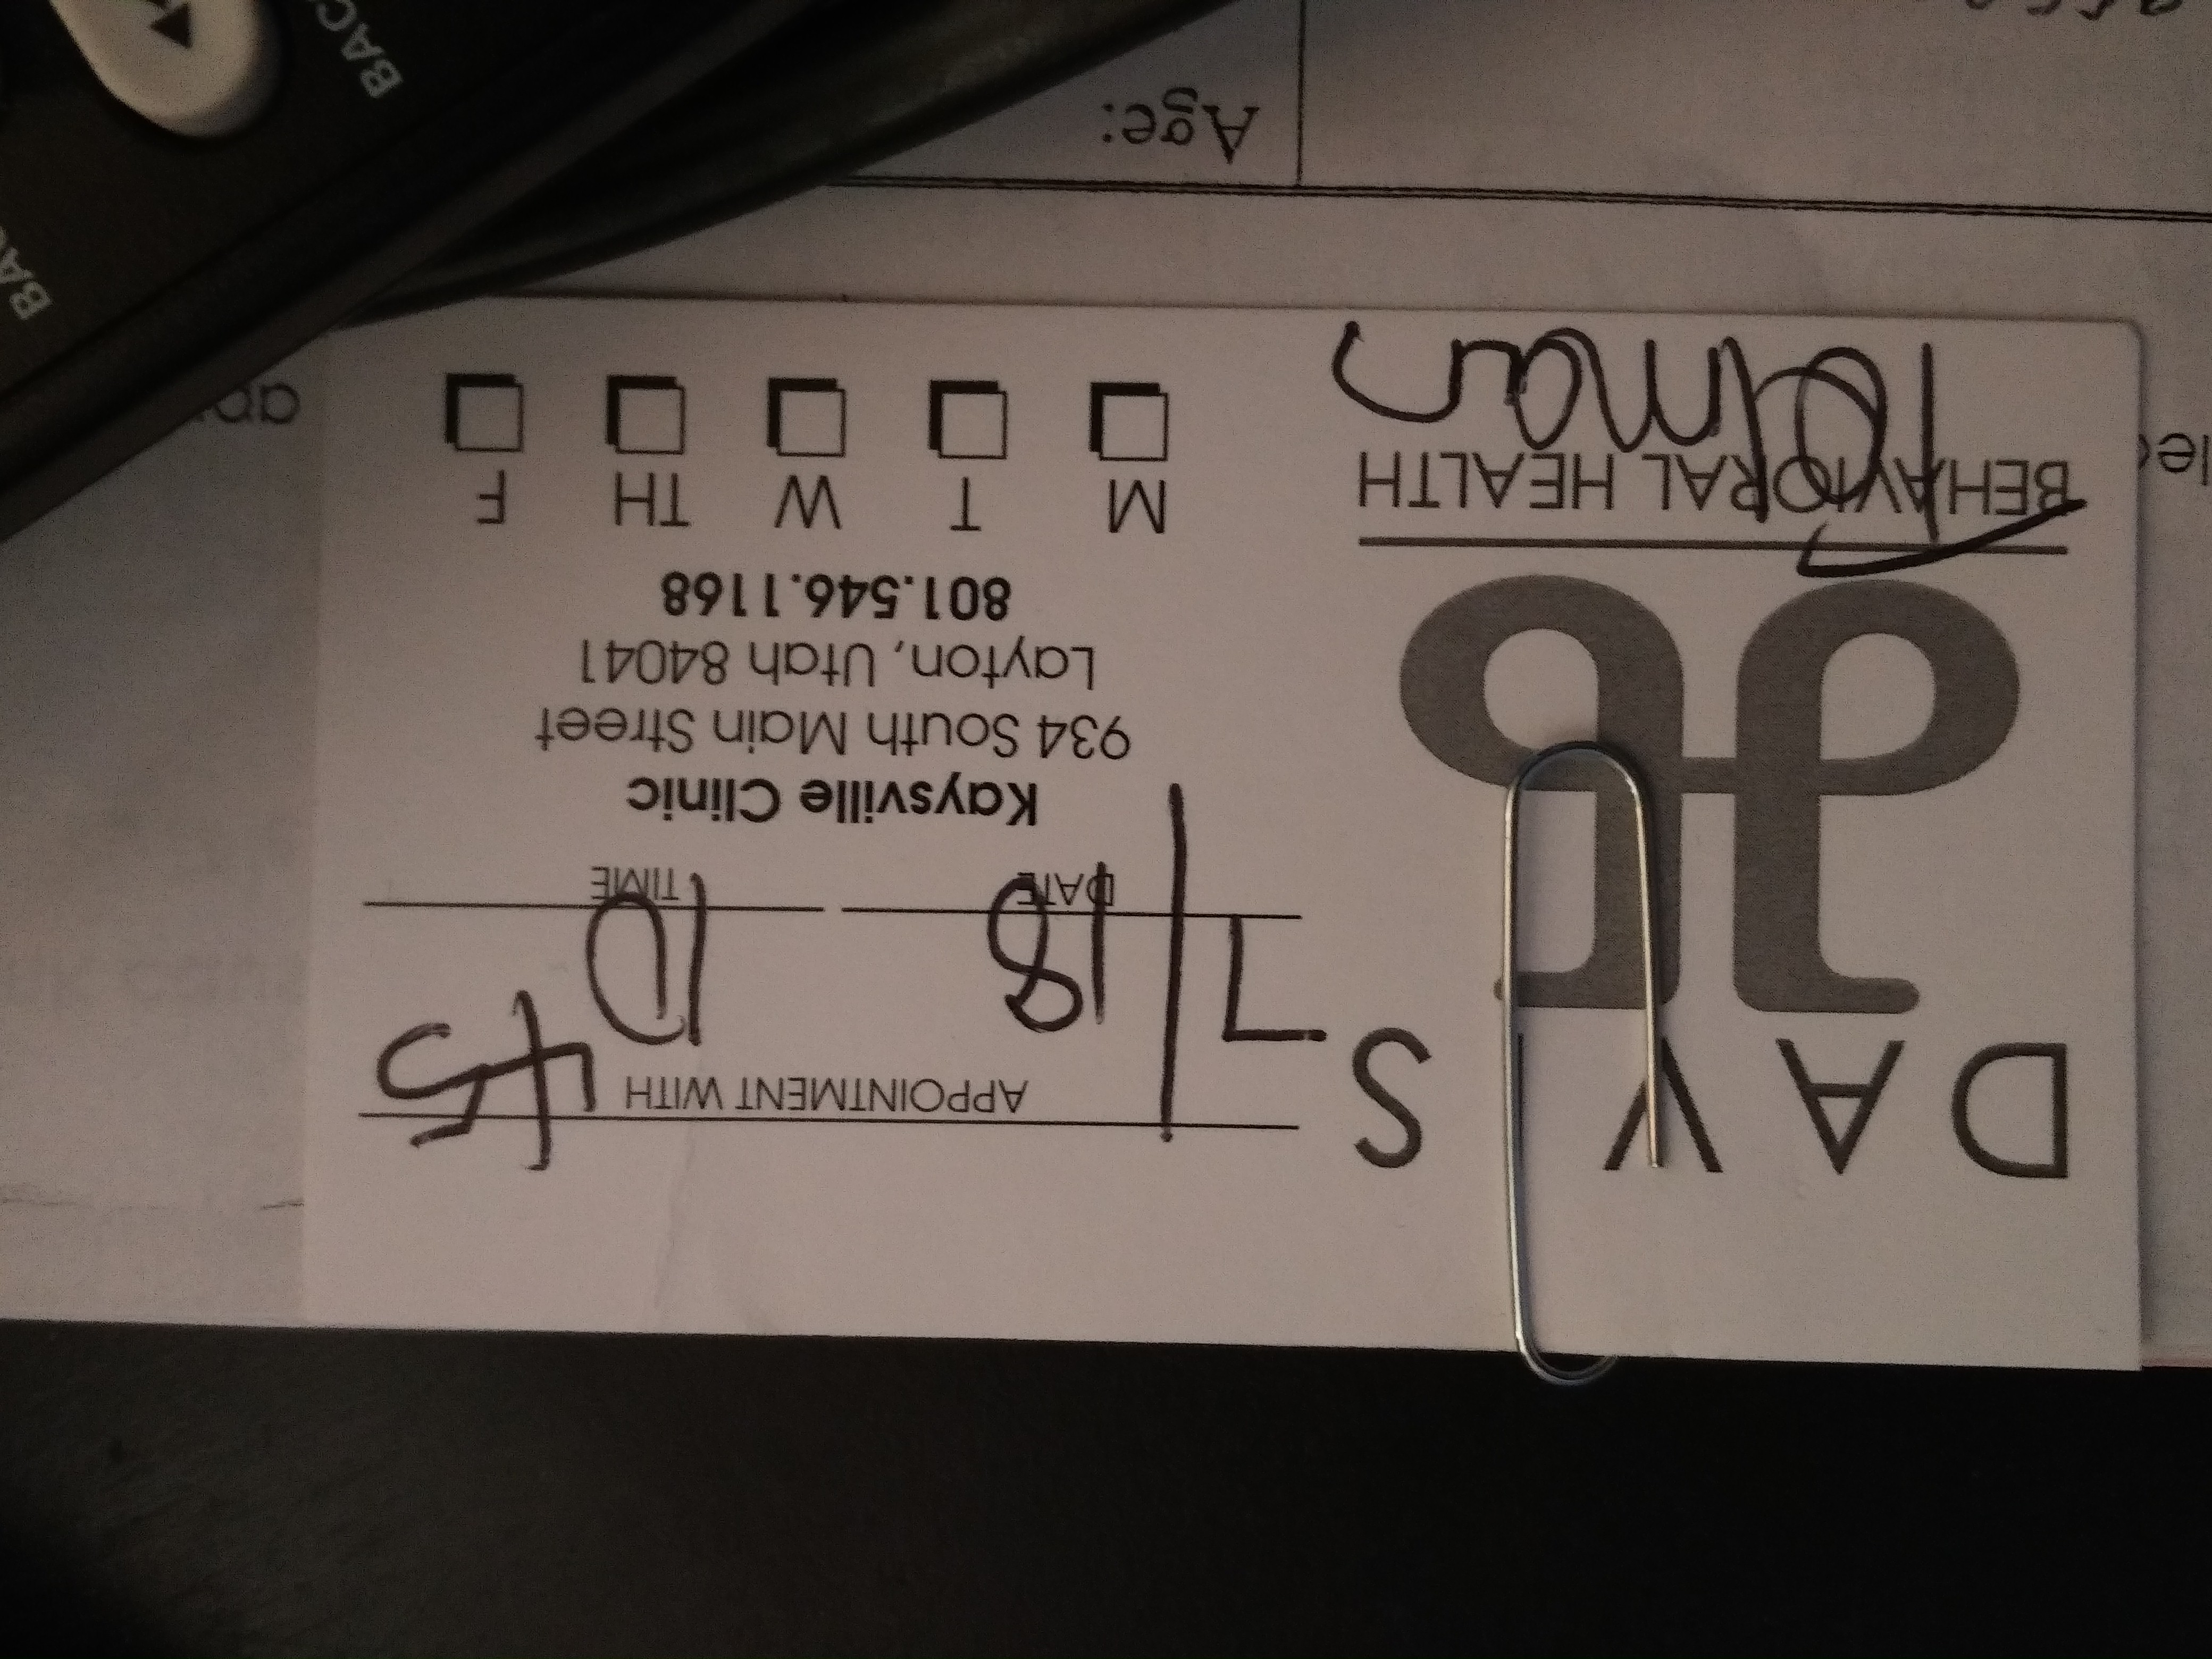 DAYS
BEHAVIORAL HEALTH
Tolman
APPOINTMENT WITH
7/18 10 45
DATE TIME
Kaysville Clinic
934 South Main Street
Layton, Utah 84041
801.546.1168
M T W TH F
Age: